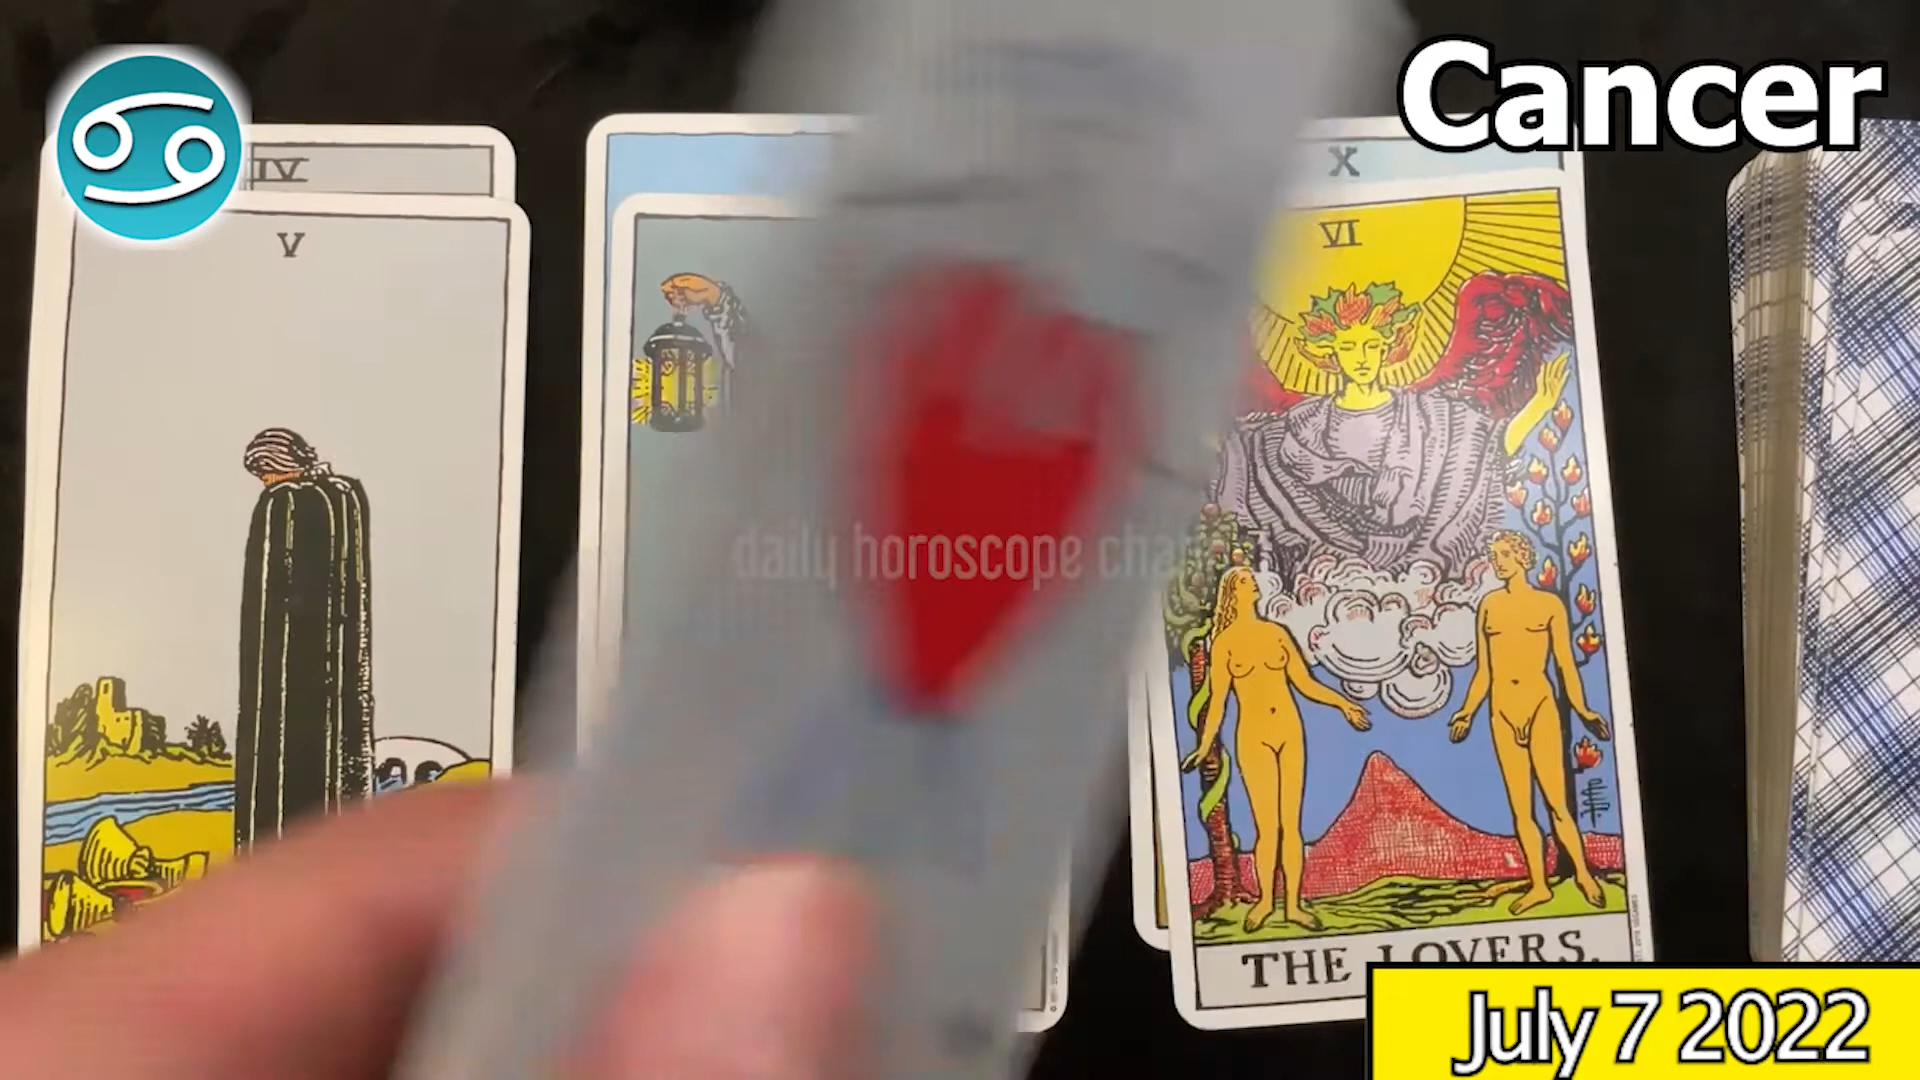 Cancer
IV
X
V
VI
daily horoscope cha
THE LOVERS.
July 7 2022